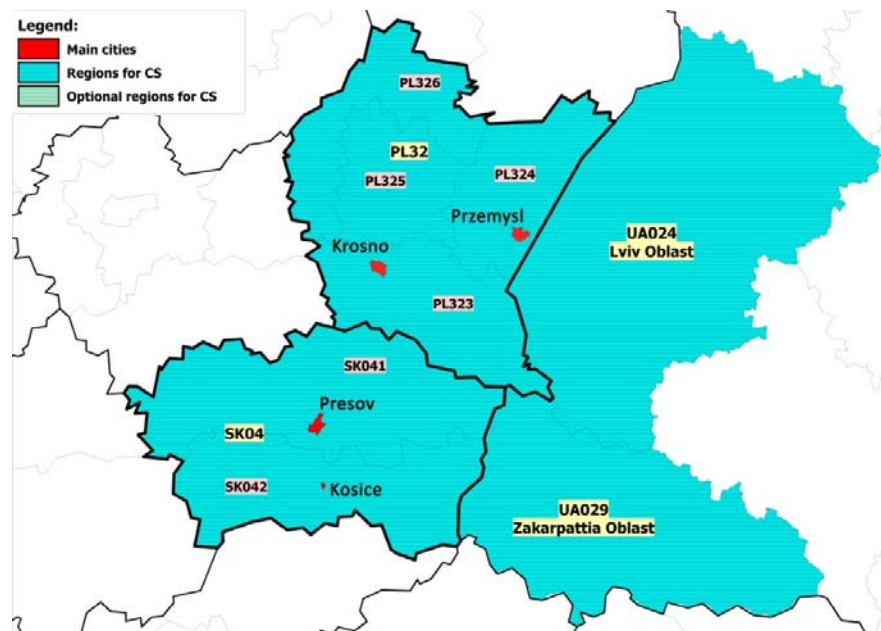 Legend:
Main cities
Regions for CS
Optional regions for CS
PL326
PL32
PL325
PL324
Przemysl
Krosno
UA024
Lviv Oblast
PL323
SK041
Presov
SK04
SK042
Kosice
UA029
Zakarpattia Oblast